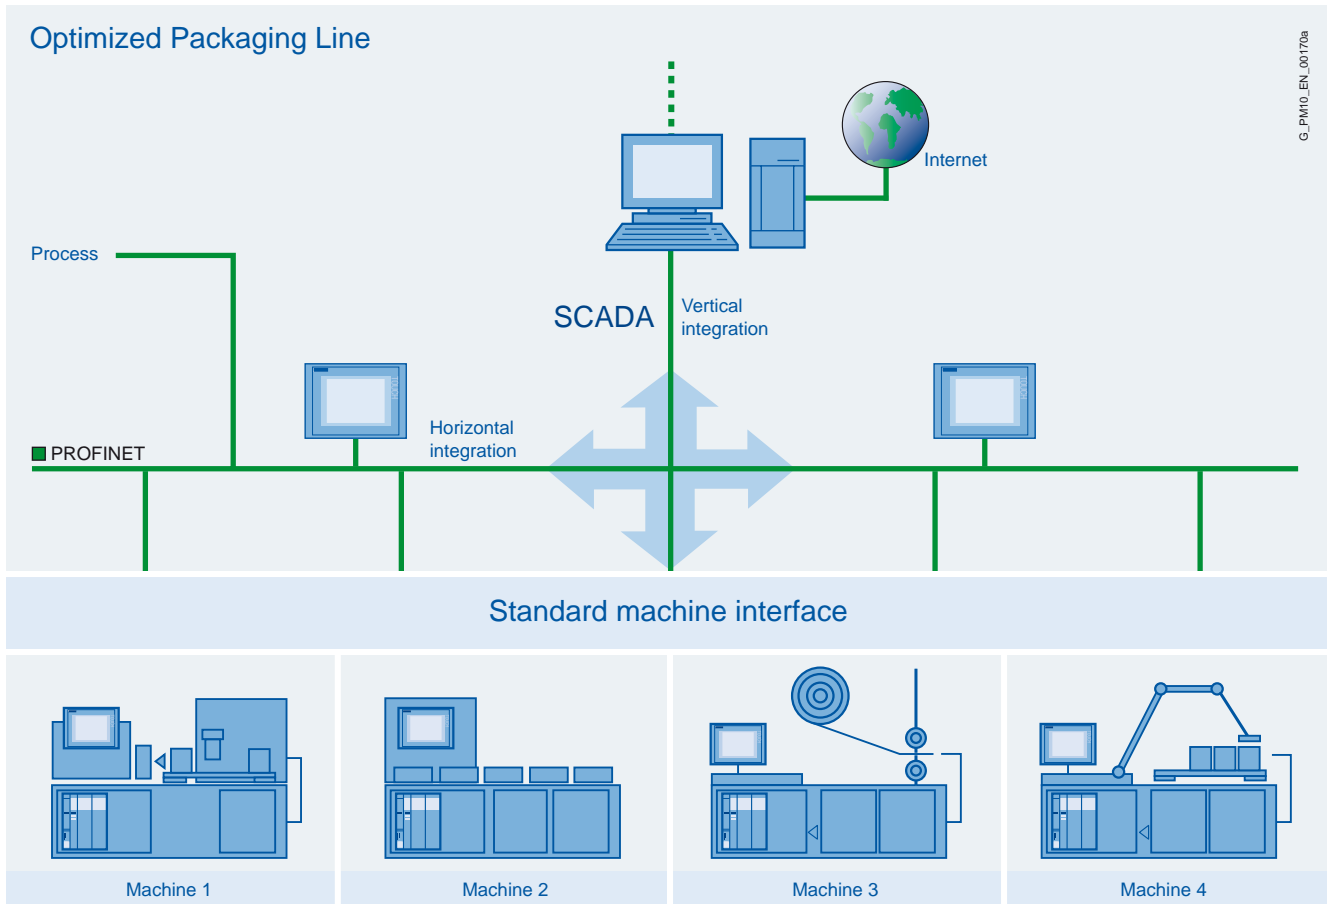 Optimized Packaging Line
G_PM10_EN_00170a
Internet
Process
SCADA
Vertical
integration
Horizontal
integration
PROFINET
Standard machine interface
Machine 1
Machine 2
Machine 3
Machine 4